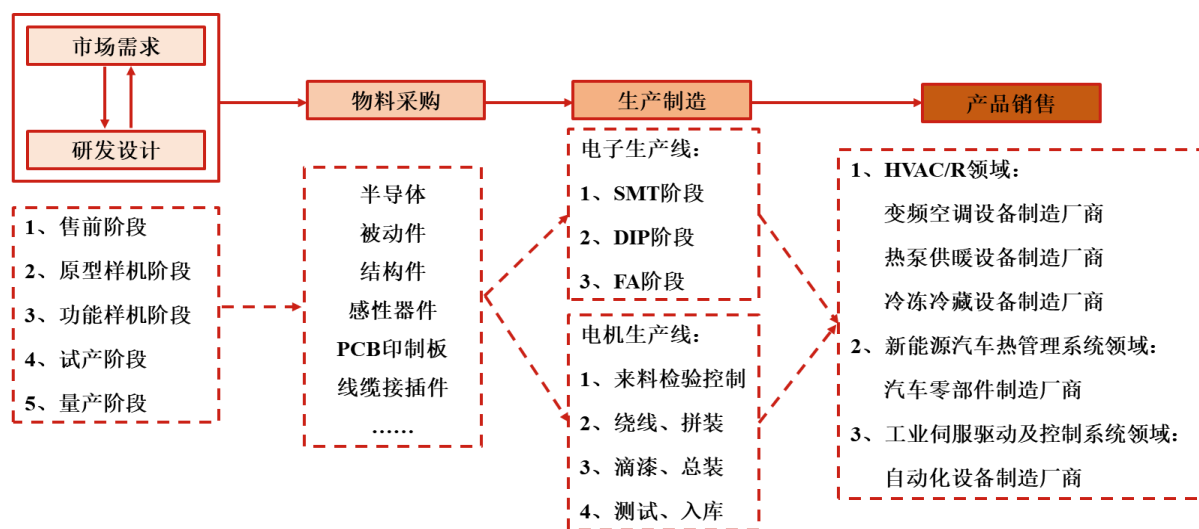 市场需求
研发设计
物料采购
生产制造
产品销售
1、售前阶段
2、原型样机阶段
3、功能样机阶段
4、试产阶段
5、量产阶段
半导体
被动件
结构件
感性器件
PCB印制板
线缆接插件
……
电子生产线：
1、SMT阶段
2、DIP阶段
3、FA阶段
电机生产线：
1、来料检验控制
2、绕线、拼装
3、滴漆、总装
4、测试、入库
1、HVAC/R领域：
变频空调设备制造厂商
热泵供暖设备制造厂商
冷冻冷藏设备制造厂商
2、新能源汽车热管理系统领域：
汽车零部件制造厂商
3、工业伺服驱动及控制系统领域：
自动化设备制造厂商